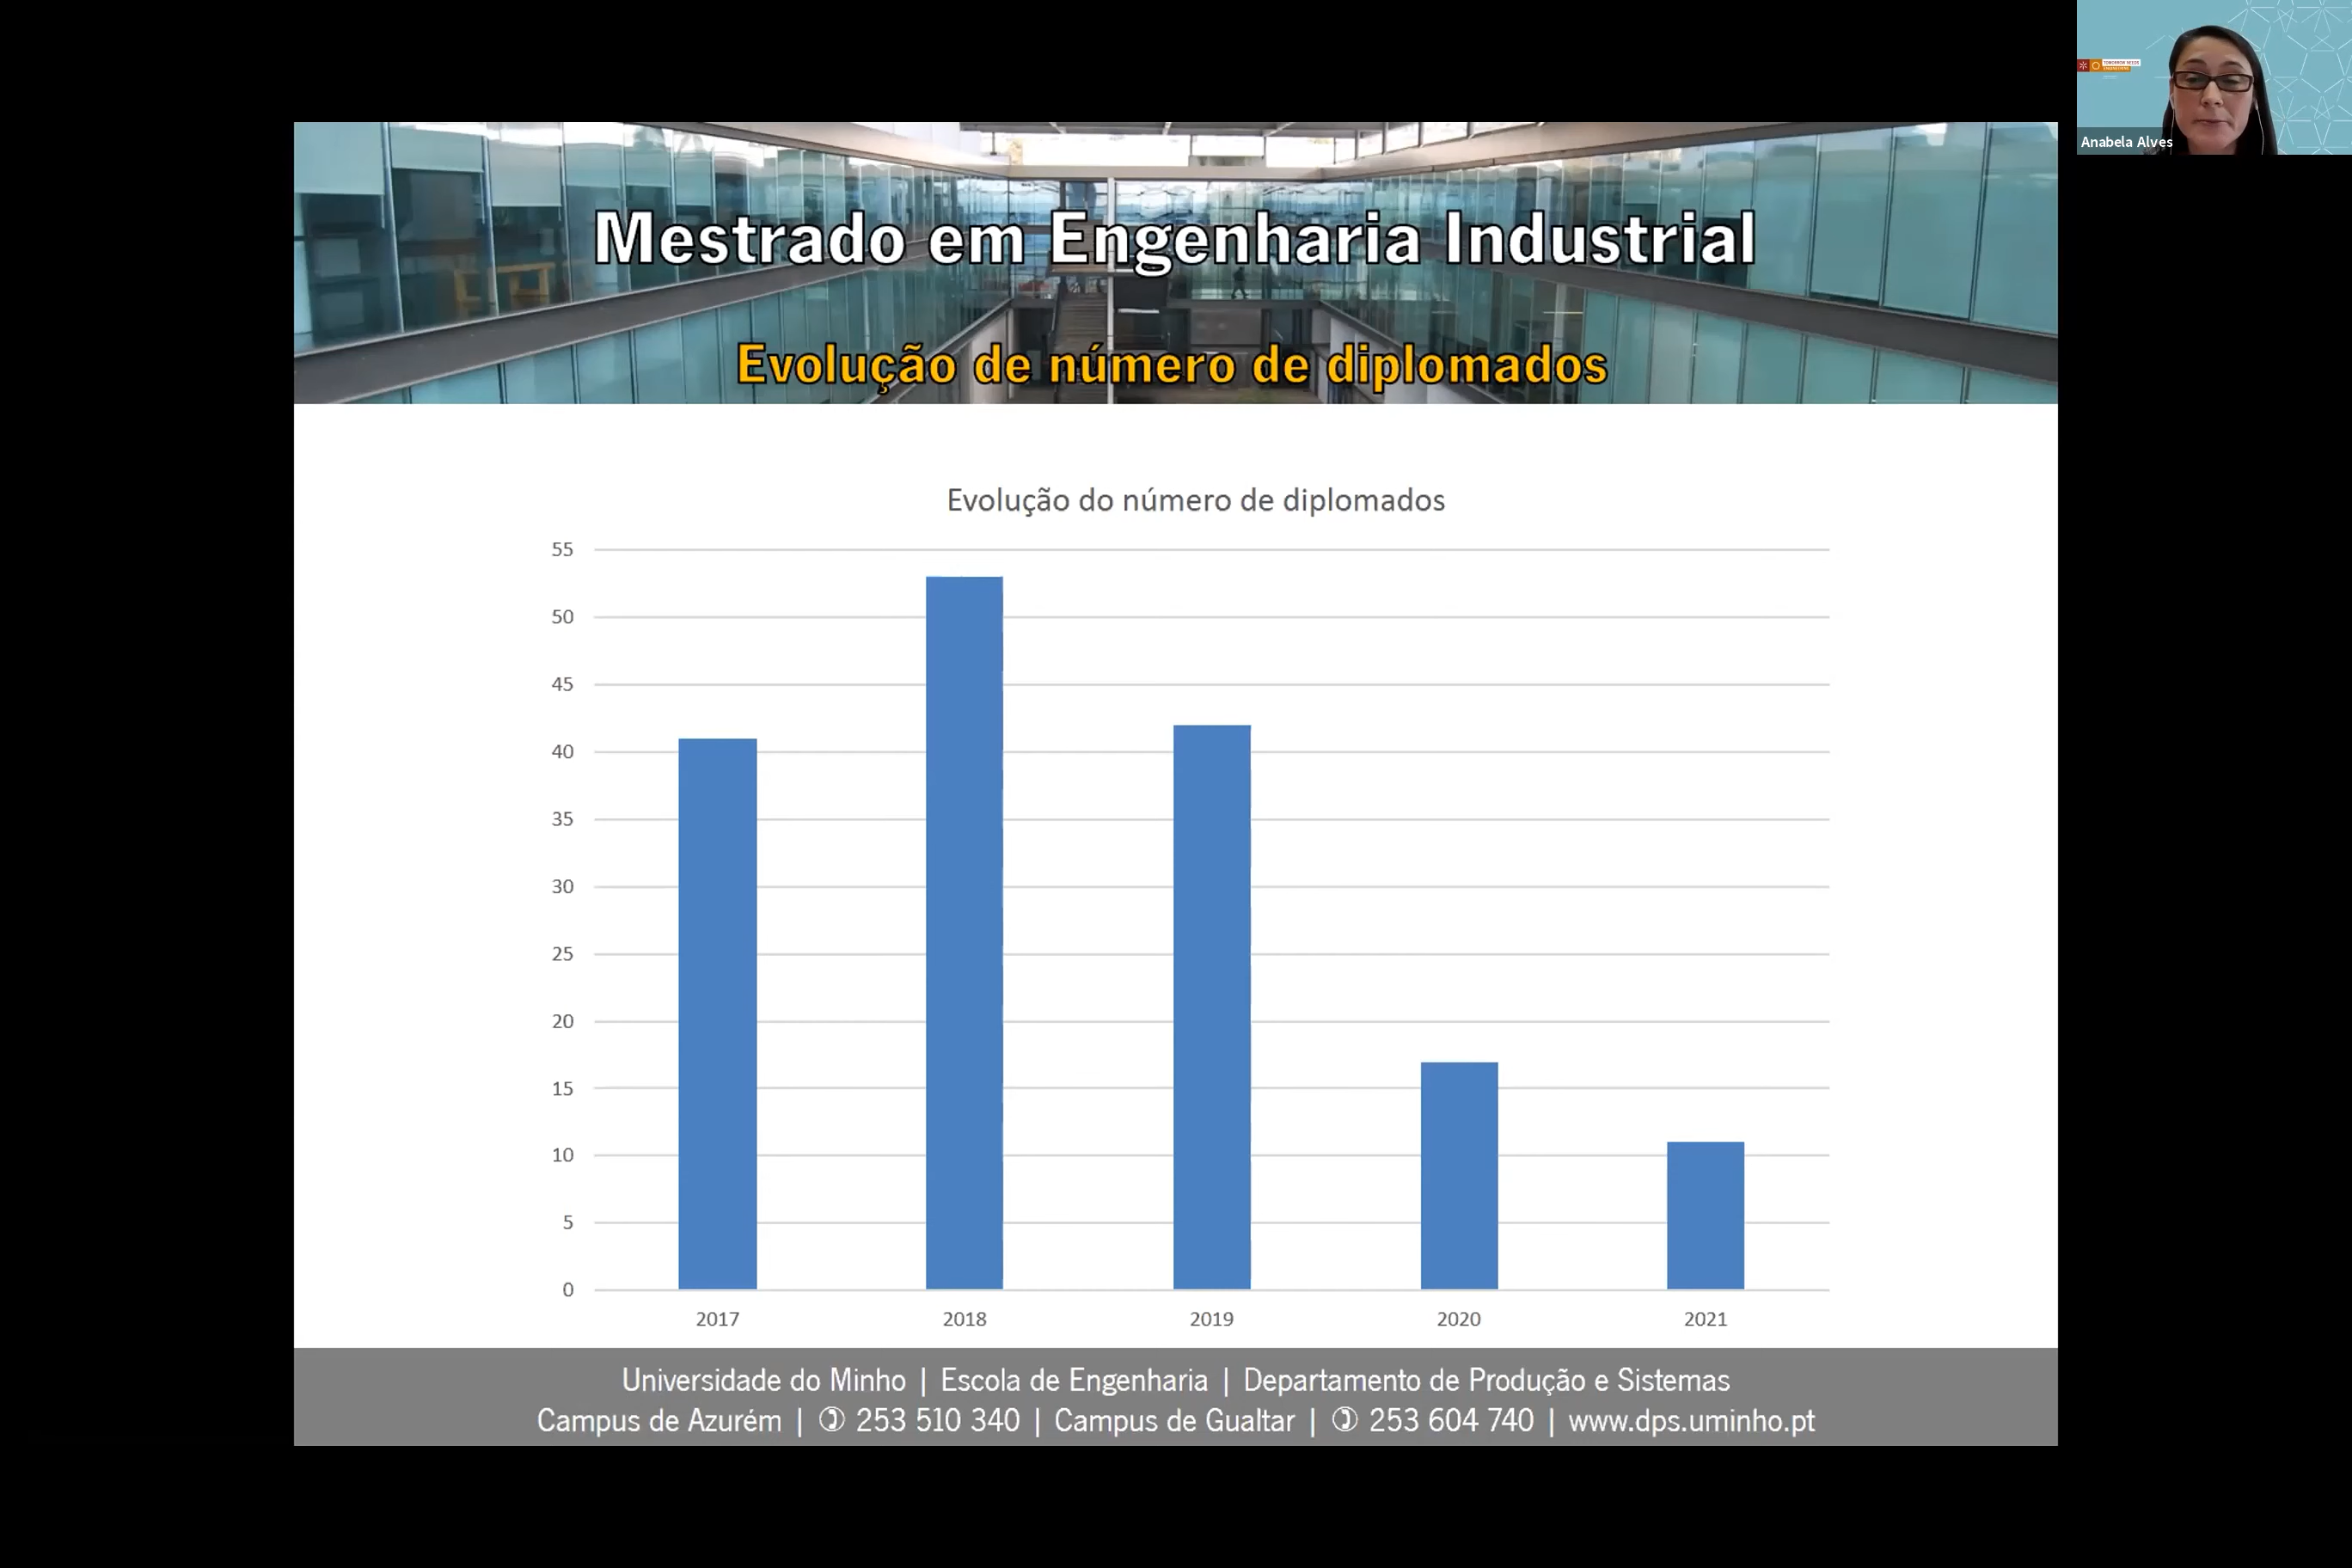 Mestrado em Engenharia Industrial
Evolução de número de diplomados
Evolução do número de diplomados
55
50
45
40
35
30
25
20
15
10
5
0
2017 2018 2019 2020 2021
Universidade do Minho | Escola de Engenharia | Departamento de Produção e Sistemas
Campus de Azurém | ✆ 253 510 340 | Campus de Gualtar | ✆ 253 604 740 | www.dps.uminho.pt
Anabela Alves